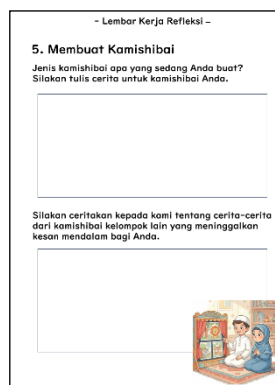 - Lembar Kerja Refleksi –
5. Membuat Kamishibai
Jenis kamishibai apa yang sedang Anda buat?
Silakan tulis cerita untuk kamishibai Anda.
Silakan ceritakan kepada kami tentang cerita-cerita
dari kamishibai kelompok lain yang meninggalkan
kesan mendalam bagi Anda.